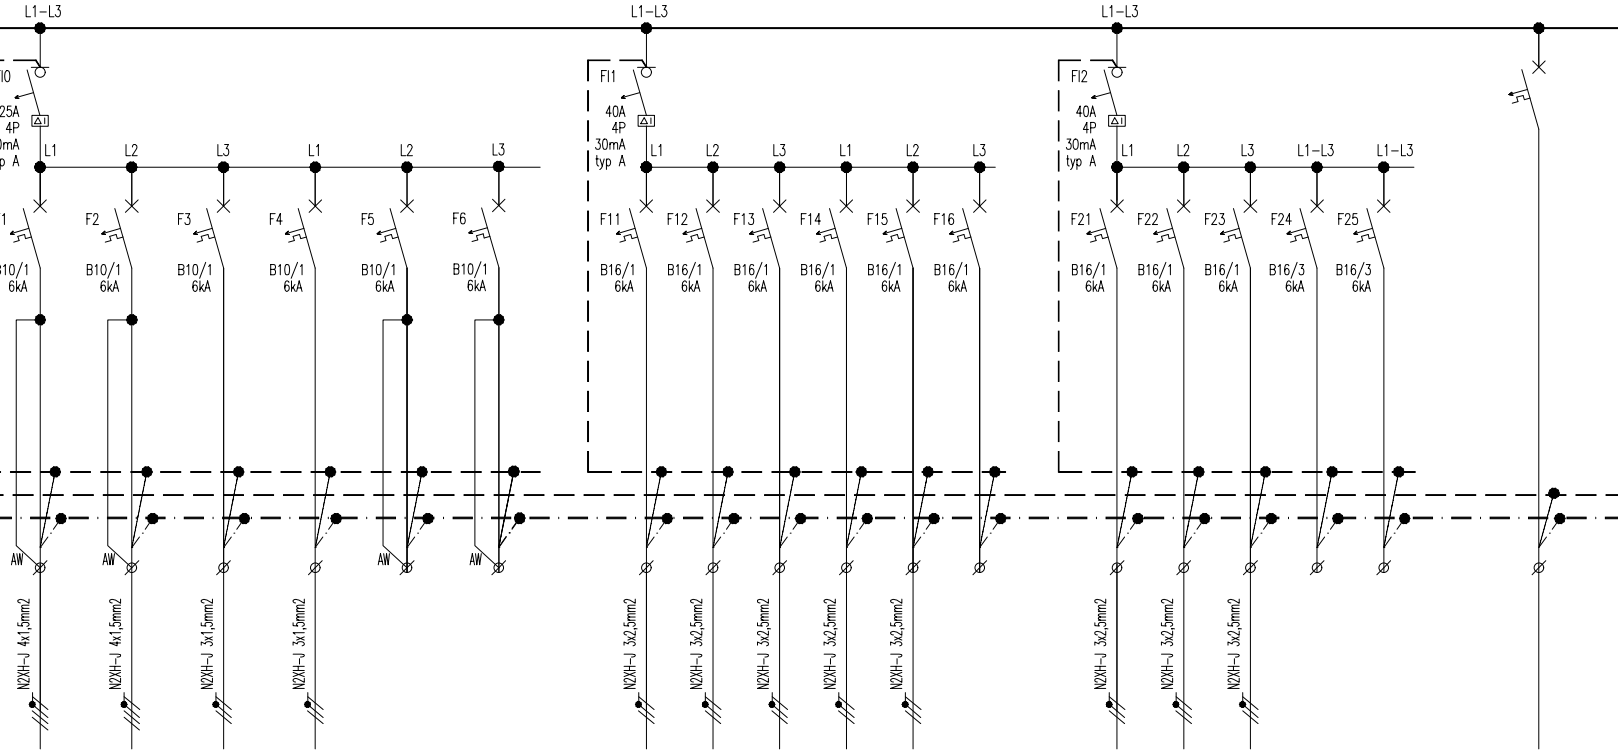 L1-L3 L1-L3 L1-L3
FI1 FI2
25A 40A 40A
4P 4P 4P
30mA 30mA
typ A typ A
L1 L2 L3 L1 L2 L3 L1 L2 L3 L1 L2 L3 L1 L2 L3 L1-L3 L1-L3
F2 F3 F4 F5 F6 F11 F12 F13 F14 F15 F16 F21 F22 F23 F24 F25
B10/1 B10/1 B10/1 B10/1 B10/1 B16/1 B16/1 B16/1 B16/1 B16/1 B16/1 B16/1 B16/1 B16/1 B16/3 B16/3
6kA 6kA 6kA 6kA 6kA 6kA 6kA 6kA 6kA 6kA 6kA 6kA 6kA 6kA 6kA 6kA 6kA
AW AW AW AW
N2XH-J 4x1,5mm2
N2XH-J 4x1,5mm2
N2XH-J 3x1,5mm2
N2XH-J 3x1,5mm2
N2XH-J 3x2,5mm2
N2XH-J 3x2,5mm2
N2XH-J 3x2,5mm2
N2XH-J 3x2,5mm2
N2XH-J 3x2,5mm2
N2XH-J 3x2,5mm2
N2XH-J 3x2,5mm2
N2XH-J 3x2,5mm2